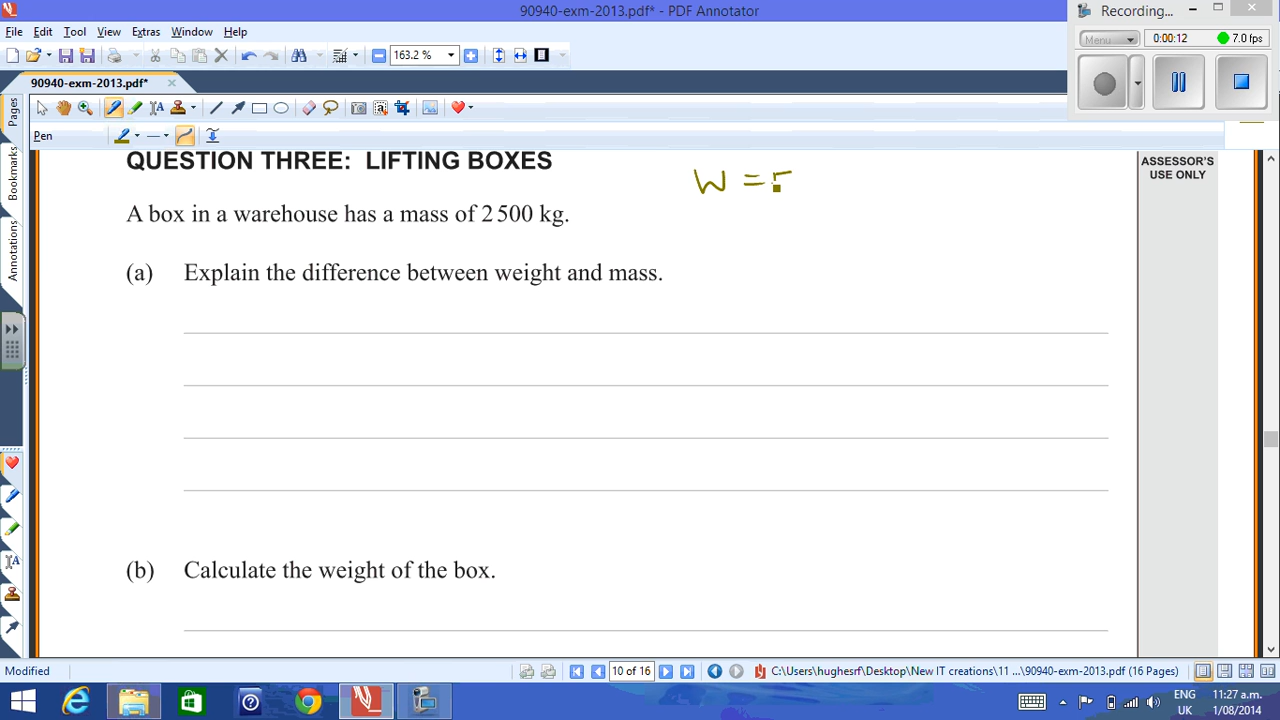 90940-exm-2013.pdf* - PDF Annotator
Recording...
File Edit Tool View Extras Window Help
Menu 0:00:12 7.0 fps
163.2 %
90940-exm-2013.pdf*
Pen
Pages
Bookmarks
Annotations
QUESTION THREE: LIFTING BOXES
W =
ASSESSOR'S
USE ONLY
A box in a warehouse has a mass of 2 500 kg.
(a) Explain the difference between weight and mass.
(b) Calculate the weight of the box.
Modified
10 of 16
C:\Users\hughesrf\Desktop\New IT creations\11 ...\90940-exm-2013.pdf (16 Pages)
ENG 11:27 a.m.
UK 1/08/2014